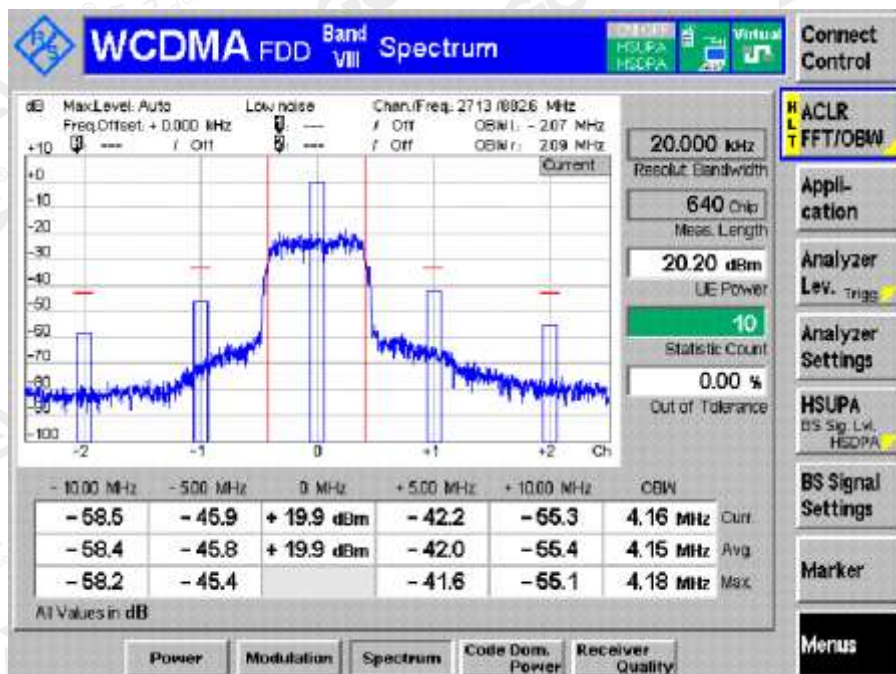 R&S
WCDMA FDD Band VIII Spectrum
HSUPA
HSDPA
Virtual
Connect Control
dB Max.Level: Auto Low noise Chan./Freq.: 2713 /882.6 MHz
Freq.Offset: + 0.000 kHz --- / Off OBW l: - 2.07 MHz
--- / Off --- / Off OBW r: 2.09 MHz
Current
+10
+0
-10
-20
-30
-40
-50
-60
-70
-80
-90
-100
-2 -1 0 +1 +2 Ch
20.000 kHz
Resolut. Bandwidth
640 Chip
Meas. Length
20.20 dBm
UE Power
10
Statistic Count
0.00 %
Out of Tolerance
- 10.00 MHz - 5.00 MHz 0 MHz + 5.00 MHz + 10.00 MHz OBW
- 58.5 - 45.9 + 19.9 dBm - 42.2 - 55.3 4.16 MHz Curr.
- 58.4 - 45.8 + 19.9 dBm - 42.0 - 55.4 4.15 MHz Avg.
- 58.2 - 45.4 - 41.6 - 55.1 4.18 MHz Max.
All Values in dB
HLT ACLR FFT/OBW
Appli-
cation
Analyzer
Lev. Trigg
Analyzer
Settings
HSUPA
BS Sig. Lvl.
HSDPA
BS Signal
Settings
Marker
Menus
Power Modulation Spectrum Code Dom. Power Receiver Quality